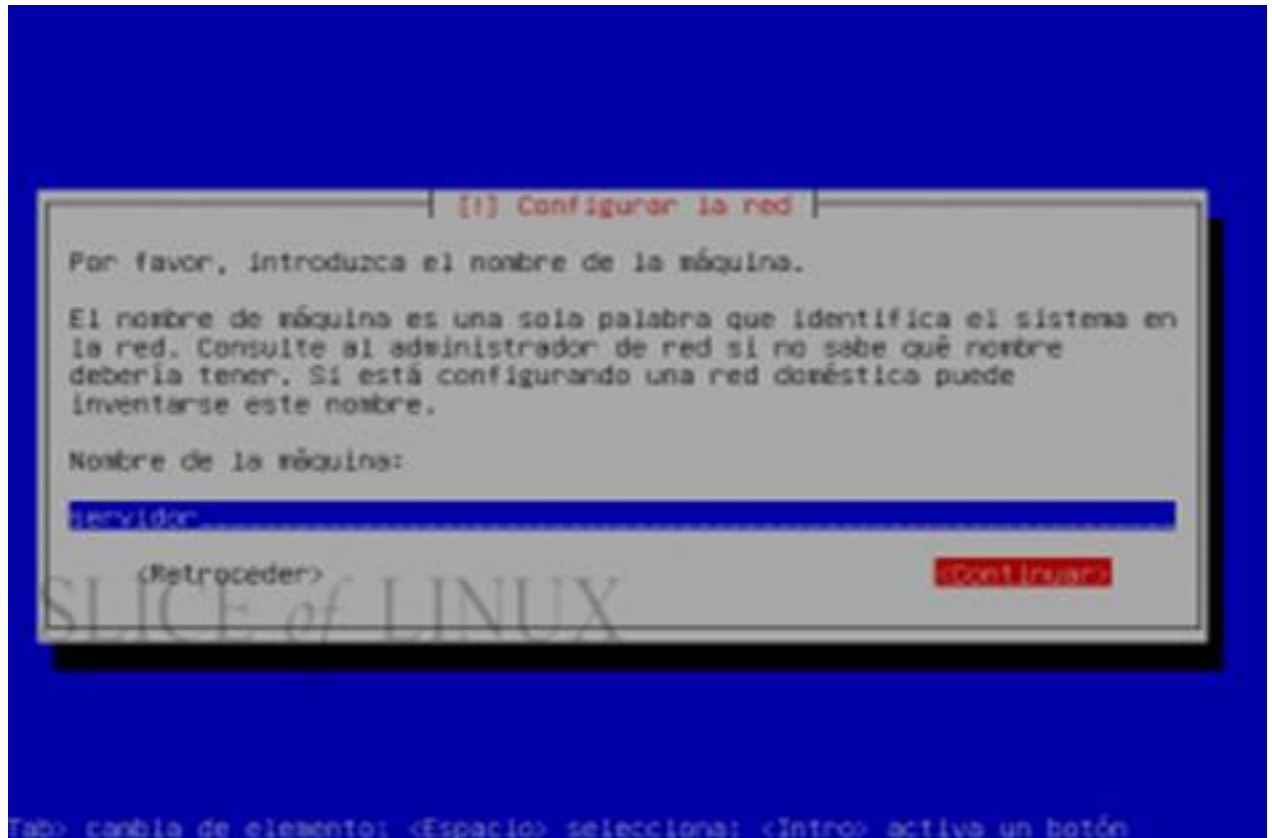 [!] Configurar la red
Por favor, introduzca el nombre de la máquina.
El nombre de máquina es una sola palabra que identifica el sistema en
la red. Consulte al administrador de red si no sabe qué nombre
debería tener. Si está configurando una red doméstica puede
inventarse este nombre.
Nombre de la máquina:
servidor
<Retroceder> <Continuar>
SLICE of LINUX
Tab> cambia de elemento; <Espacio> selecciona; <Intro> activa un botón